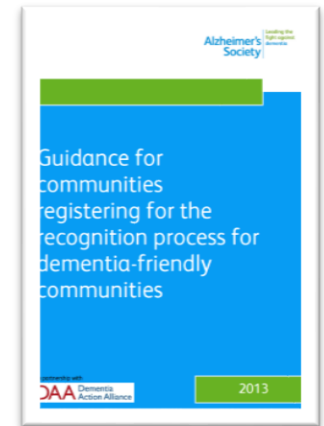 Alzheimer's
Society
Leading the
fight against
dementia
Guidance for
communities
registering for the
recognition process for
dementia-friendly
communities
partnership with
DAA Dementia
Action Alliance
2013